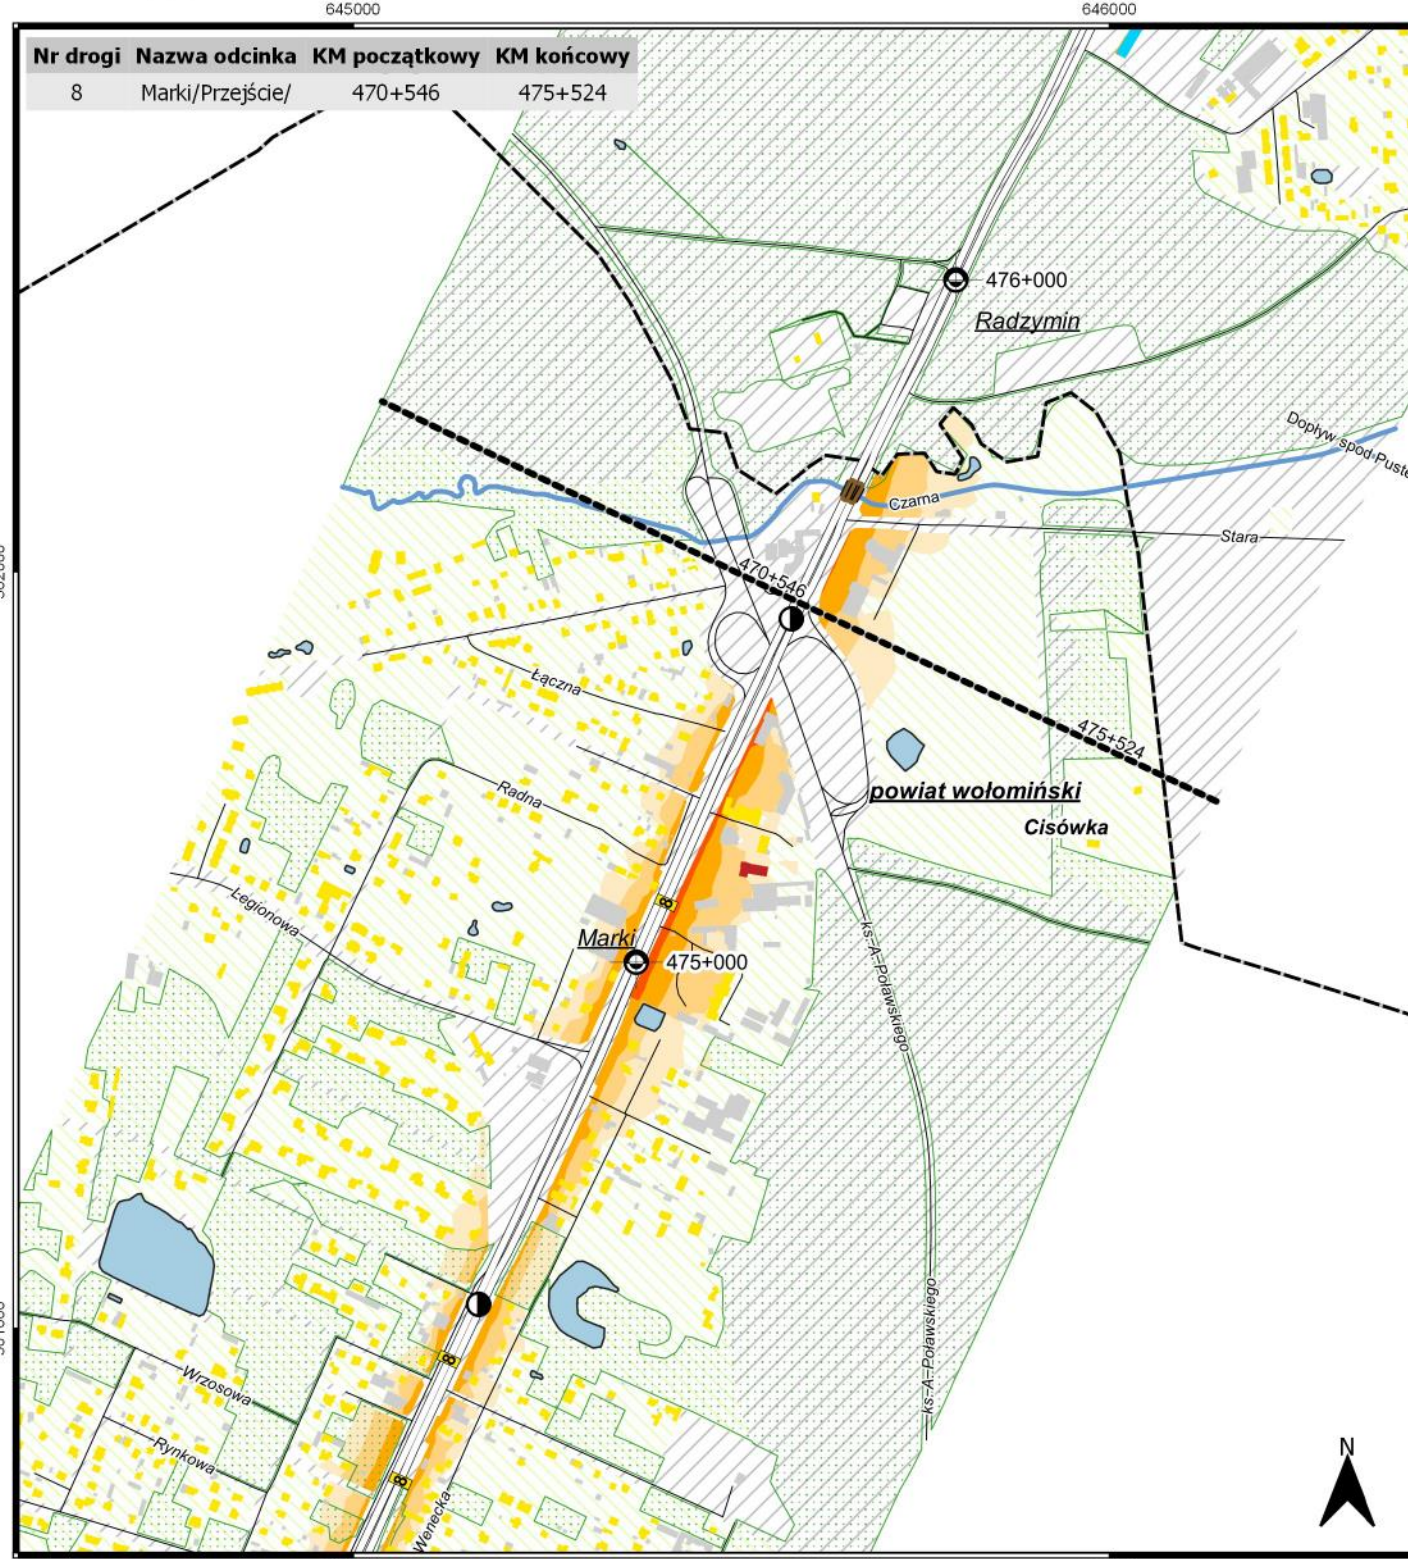 645000
646000
Nr drogi Nazwa odcinka KM początkowy KM końcowy
8 Marki/Przejście/ 470+546 475+524
476+000
Radzymin
Dopływ spod Puste
Czarna
Stara
470+546
Łączna
475+524
powiat wołomiński
Cisówka
Radna
8
Legionowa
Marki
475+000
ks. A. Poławskiego
ks. A. Poławskiego
8
Wrzosowa
Rynkowa
8
Wenecka
N